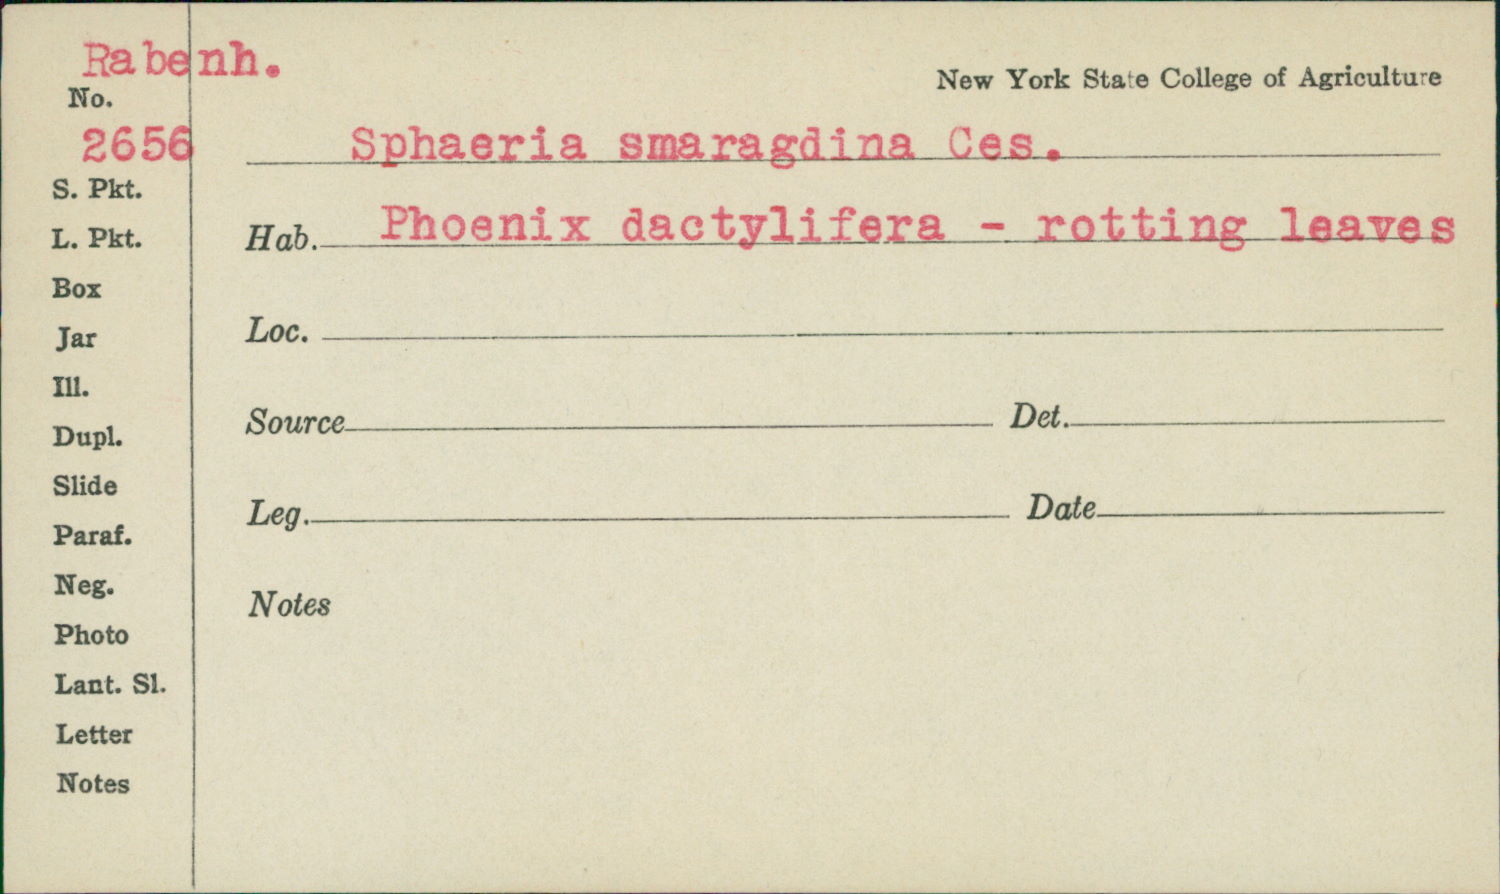 Rabenh.
No.
2656
New York State College of Agriculture
Sphaeria smaragdina Ces.
S. Pkt.
L. Pkt.
Hab. Phoenix dactylifera - rotting leaves
Box
Jar
Loc.
Ill.
Dupl.
Source Det.
Slide
Leg. Date
Paraf.
Neg.
Notes
Photo
Lant. Sl.
Letter
Notes